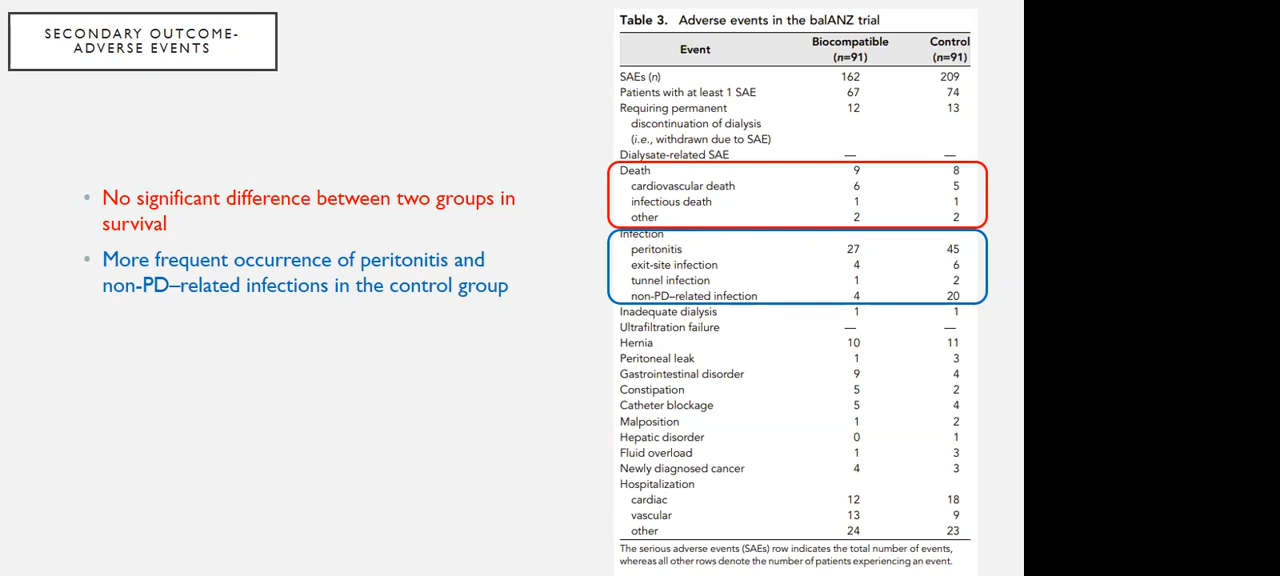 SECONDARY OUTCOME-
ADVERSE EVENTS
• No significant difference between two groups in
survival
• More frequent occurrence of peritonitis and
non-PD–related infections in the control group
Table 3. Adverse events in the balANZ trial
Event Biocompatible (n=91) Control (n=91)
SAEs (n) 162 209
Patients with at least 1 SAE 67 74
Requiring permanent 12 13
discontinuation of dialysis
(i.e., withdrawn due to SAE)
Dialysate-related SAE — —
Death 9 8
cardiovascular death 6 5
infectious death 1 1
other 2 2
Infection
peritonitis 27 45
exit-site infection 4 6
tunnel infection 1 2
non-PD–related infection 4 20
Inadequate dialysis 1 1
Ultrafiltration failure — —
Hernia 10 11
Peritoneal leak 1 3
Gastrointestinal disorder 9 4
Constipation 5 2
Catheter blockage 5 4
Malposition 1 2
Hepatic disorder 0 1
Fluid overload 1 3
Newly diagnosed cancer 4 3
Hospitalization
cardiac 12 18
vascular 13 9
other 24 23
The serious adverse events (SAEs) row indicates the total number of events,
whereas all other rows denote the number of patients experiencing an event.